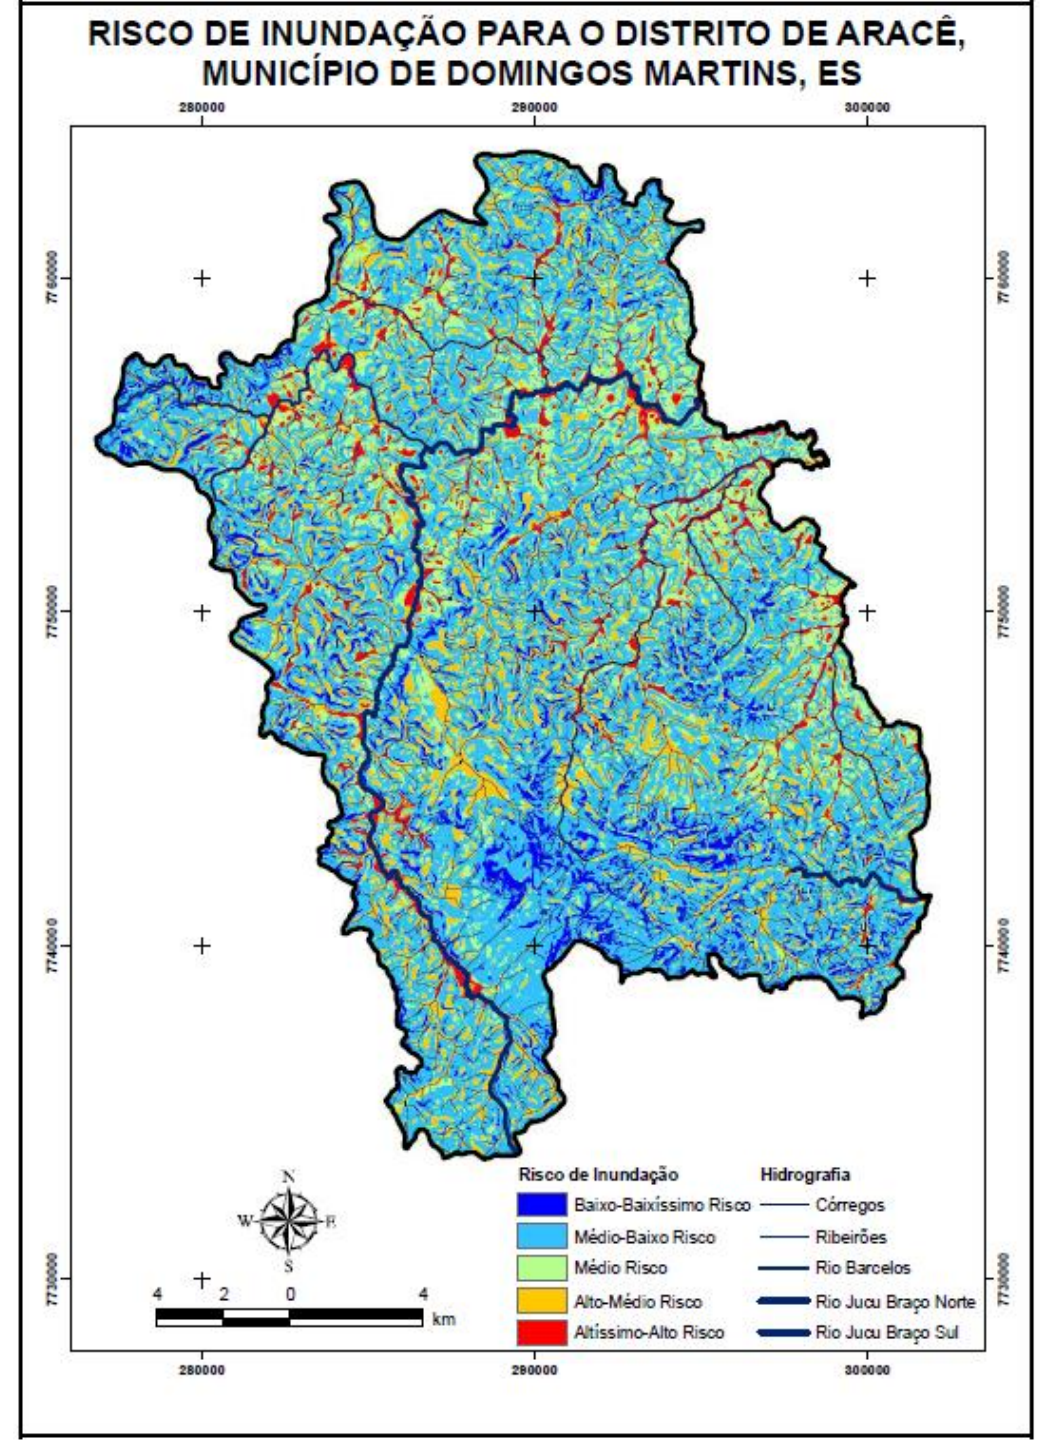 RISCO DE INUNDAÇÃO PARA O DISTRITO DE ARACÊ,
MUNICÍPIO DE DOMINGOS MARTINS, ES
280000 290000 300000
7760000 7760000
7750000 7750000
7740000 7740000
7730000 7730000
N
W E
S
4 2 0 4
km
Risco de Inundação
Baixo-Baixíssimo Risco
Médio-Baixo Risco
Médio Risco
Alto-Médio Risco
Altíssimo-Alto Risco
Hidrografia
Córregos
Ribeirões
Rio Barcelos
Rio Jucu Braço Norte
Rio Jucu Braço Sul
280000 290000 300000